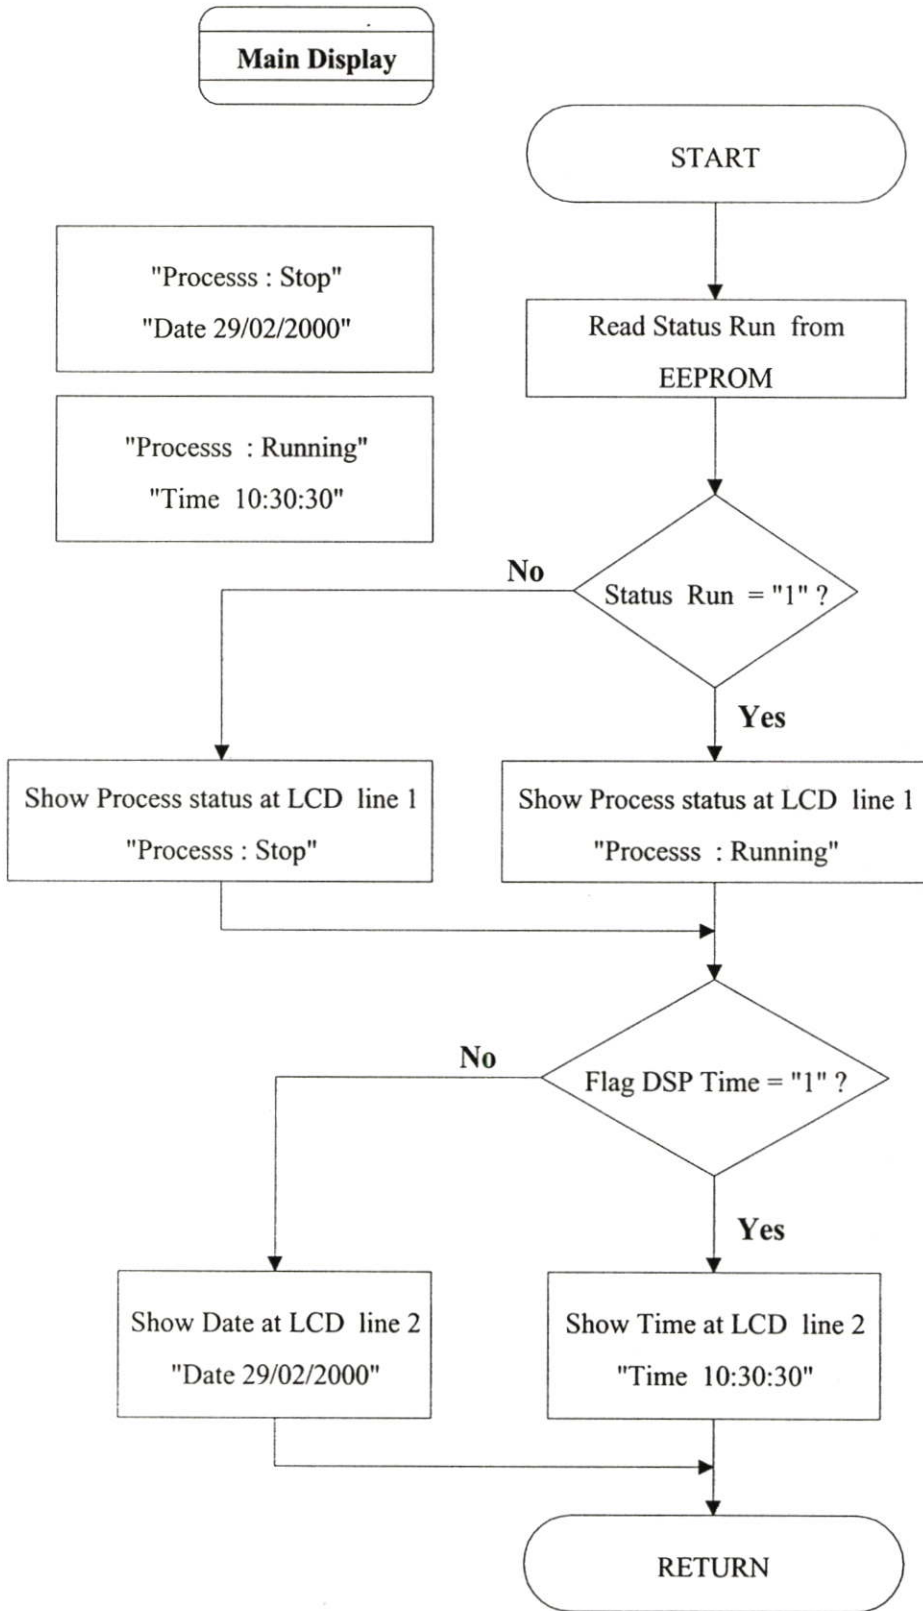 Main Display
START
"Processs : Stop"
"Date 29/02/2000"
Read Status Run from
EEPROM
"Processs : Running"
"Time 10:30:30"
No
Status Run = "1" ?
Yes
Show Process status at LCD line 1
"Processs : Stop"
Show Process status at LCD line 1
"Processs : Running"
No
Flag DSP Time = "1" ?
Yes
Show Date at LCD line 2
"Date 29/02/2000"
Show Time at LCD line 2
"Time 10:30:30"
RETURN